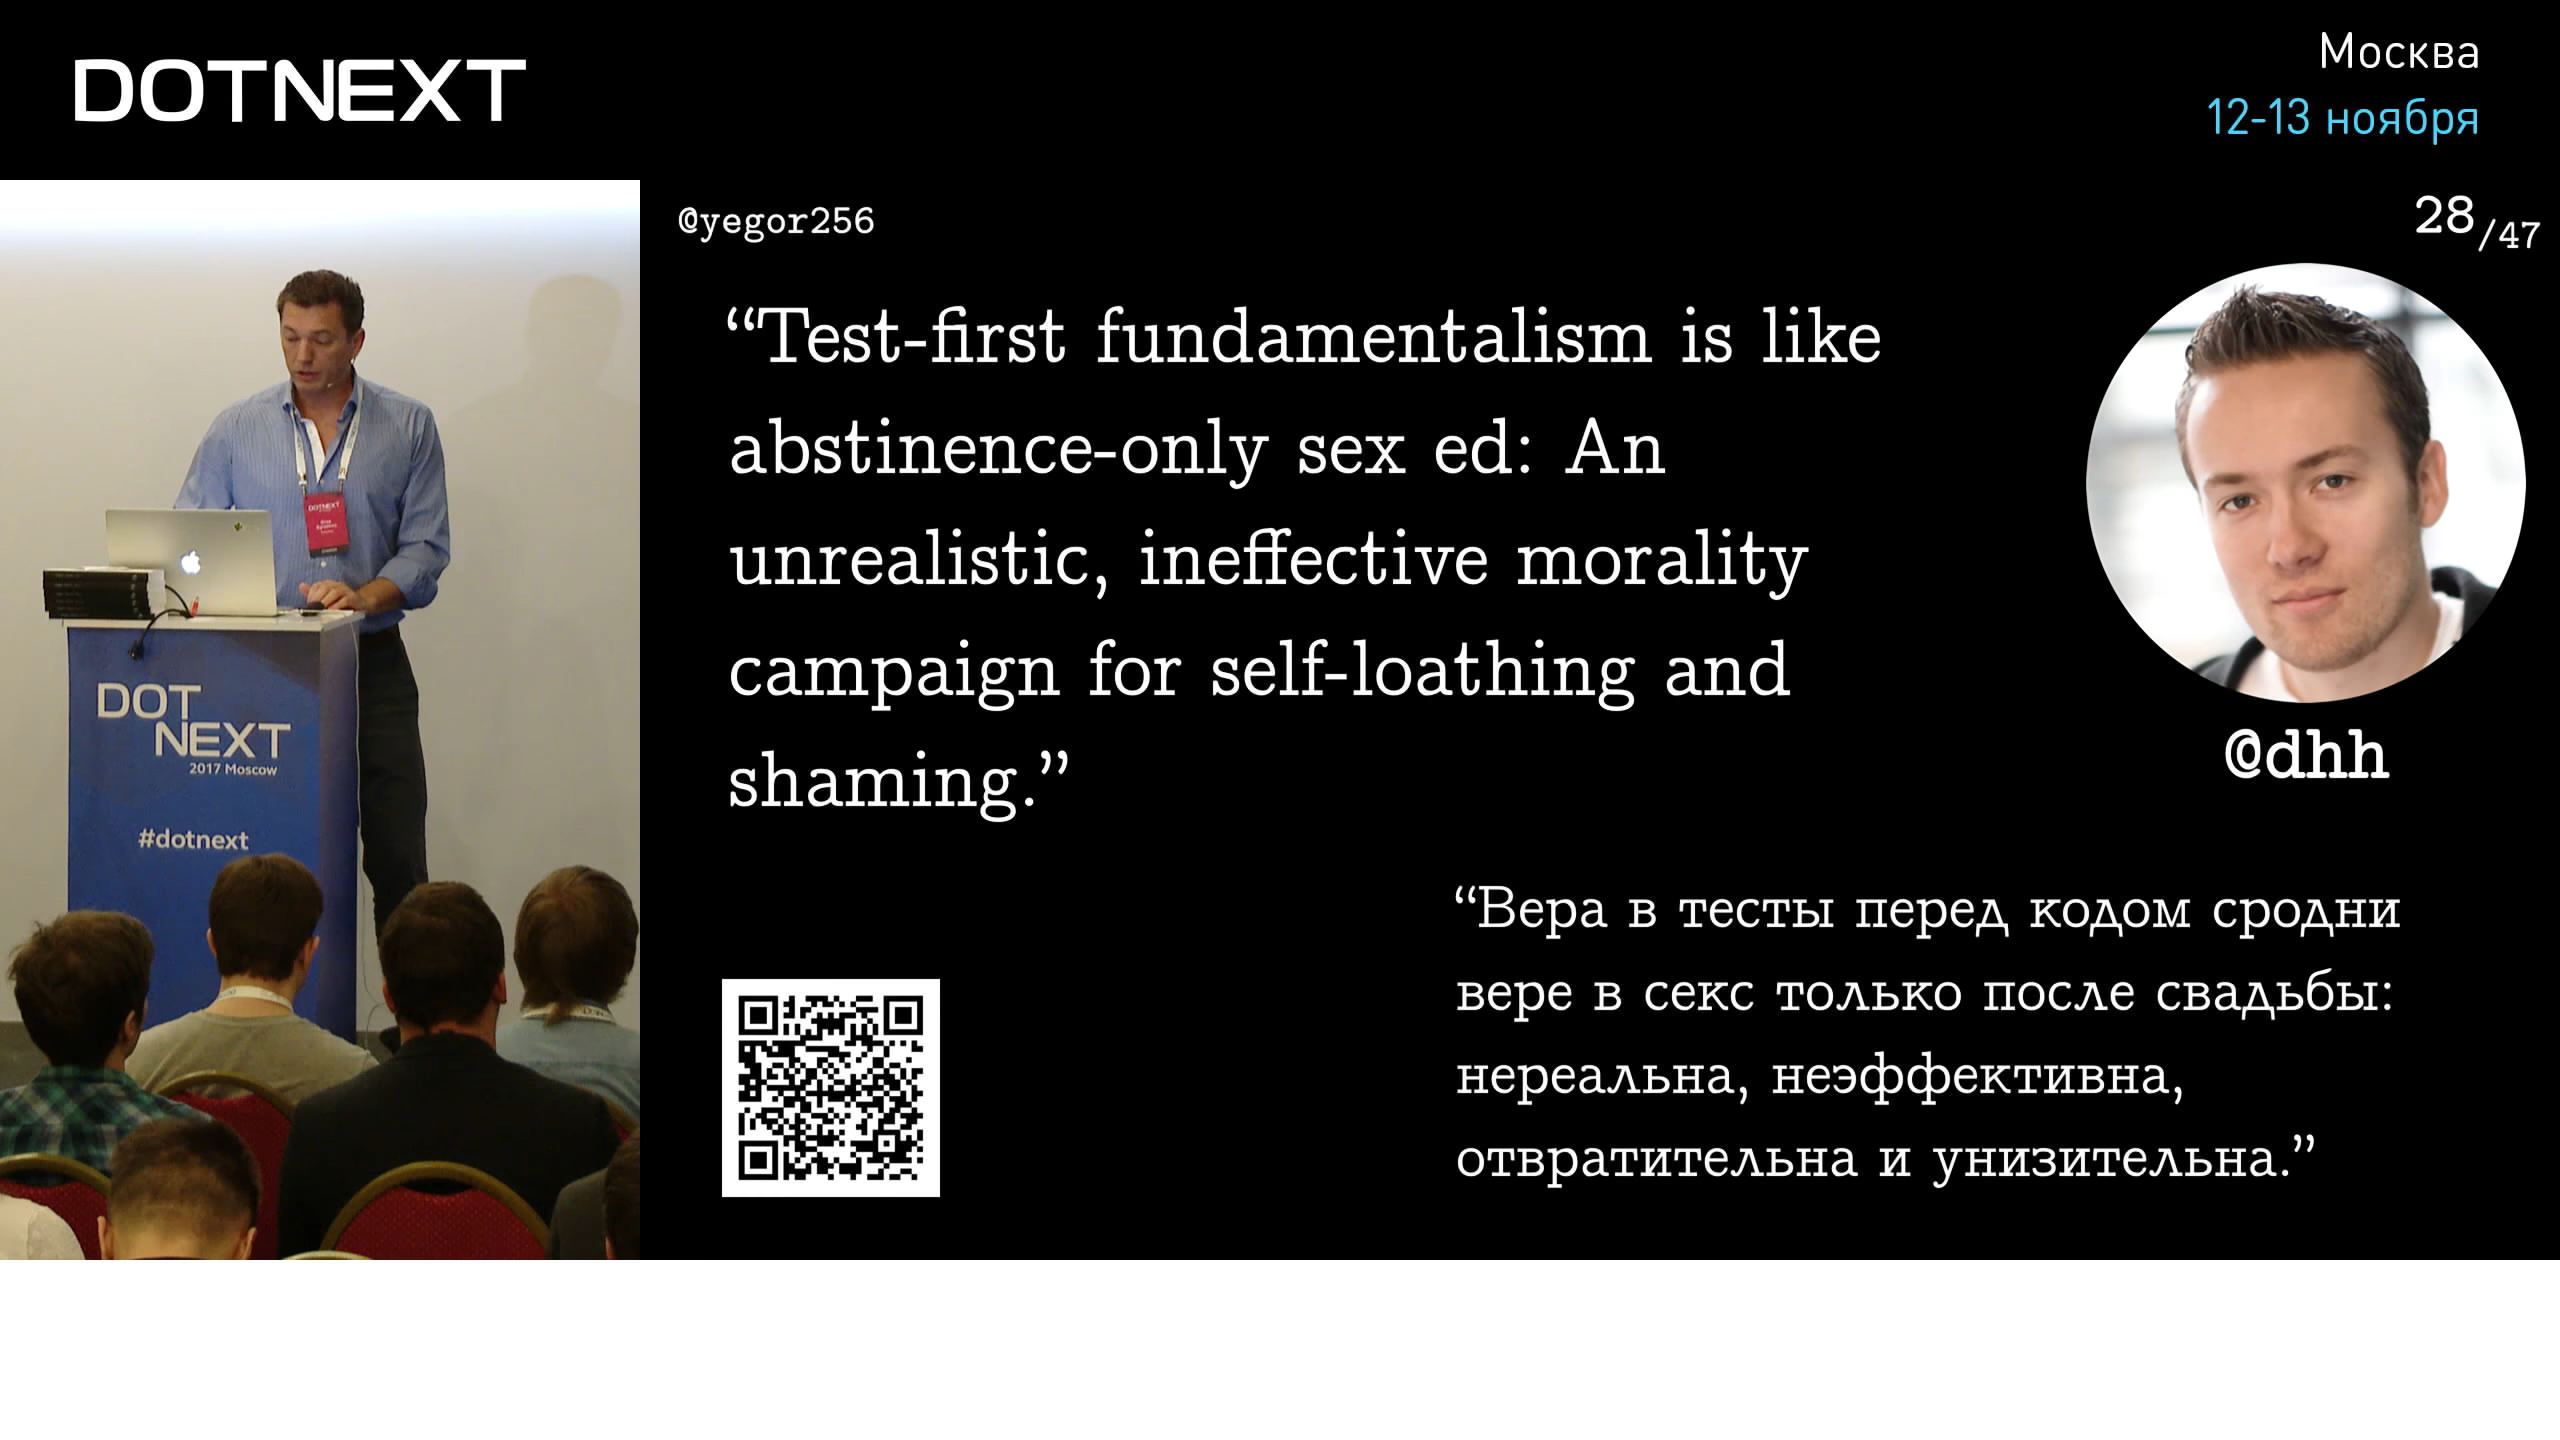 DOTNEXT
Москва
12-13 ноября
@yegor256
28/47
“Test-first fundamentalism is like
abstinence-only sex ed: An
unrealistic, ineffective morality
campaign for self-loathing and
shaming.”
@dhh
“Вера в тесты перед кодом сродни
вере в секс только после свадьбы:
нереальна, неэффективна,
отвратительна и унизительна.”
DOTNEXT
DOT
NEXT
2017 Moscow
#dotnext